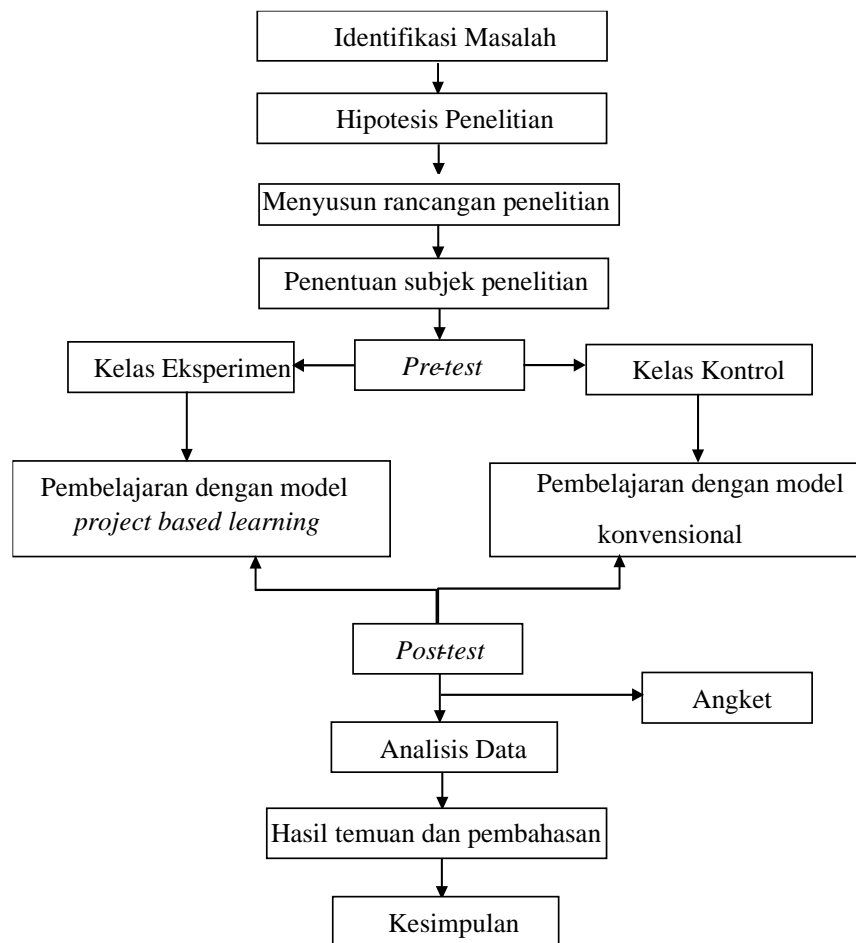 Identifikasi Masalah
Hipotesis Penelitian
Menyusun rancangan penelitian
Penentuan subjek penelitian
Kelas Eksperimen
Pre-test
Kelas Kontrol
Pembelajaran dengan model
project based learning
Pembelajaran dengan model
konvensional
Post-test
Angket
Analisis Data
Hasil temuan dan pembahasan
Kesimpulan